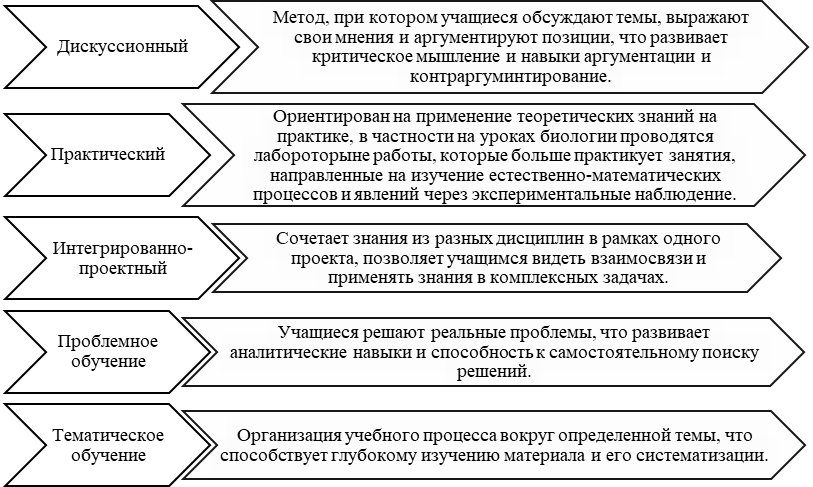 Дискуссионный
Метод, при котором учащиеся обсуждают темы, выражают
свои мнения и аргументируют позиции, что развивает
критическое мышление и навыки аргументации и
контраргуминтирование.
Практический
Ориентирован на применение теоретических знаний на
практике, в частности на уроках биологии проводятся
лабороторыне работы, которые больше практикует занятия,
направленные на изучение естественно-математических
процессов и явлений через экспериментальные наблюдение.
Интегрированно-
проектный
Сочетает знания из разных дисциплин в рамках одного
проекта, позволяет учащимся видеть взаимосвязи и
применять знания в комплексных задачах.
Проблемное
обучение
Учащиеся решают реальные проблемы, что развивает
аналитические навыки и способность к самостоятельному поиску
решений.
Тематическое
обучение
Организация учебного процесса вокруг определенной темы, что
способствует глубокому изучению материала и его систематизации.